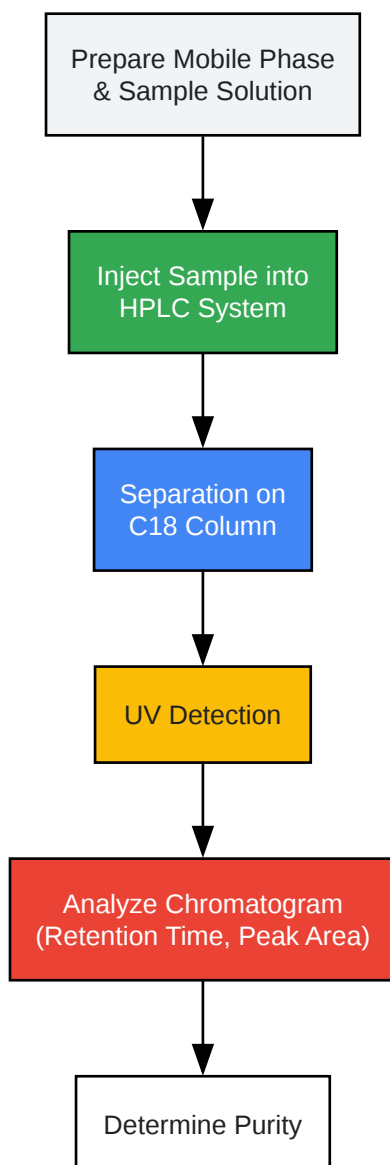 Prepare Mobile Phase
& Sample Solution
Inject Sample into
HPLC System
Separation on
C18 Column
UV Detection
Analyze Chromatogram
(Retention Time, Peak Area)
Determine Purity